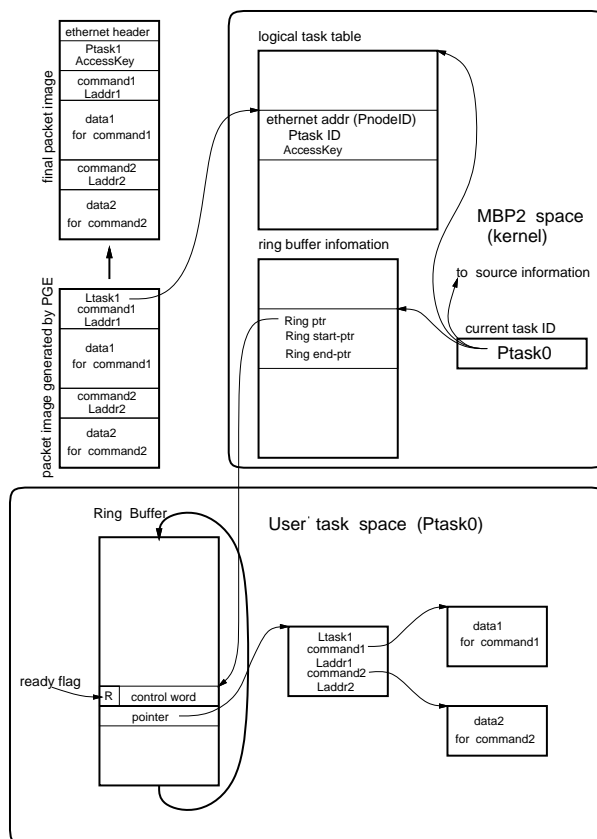 final packet image
ethernet header
Ptask1
AccessKey
command1
Laddr1
data1
for command1
command2
Laddr2
data2
for command2
packet image generated by PGE
Ltask1
command1
Laddr1
data1
for command1
command2
Laddr2
data2
for command2
logical task table
ethernet addr (PnodeID)
Ptask ID
AccessKey
MBP2 space
(kernel)
ring buffer infomation
Ring ptr
Ring start-ptr
Ring end-ptr
to source information
current task ID
Ptask0
Ring Buffer
User' task space (Ptask0)
ready flag
R
control word
pointer
Ltask1
command1
Laddr1
command2
Laddr2
data1
for command1
data2
for command2